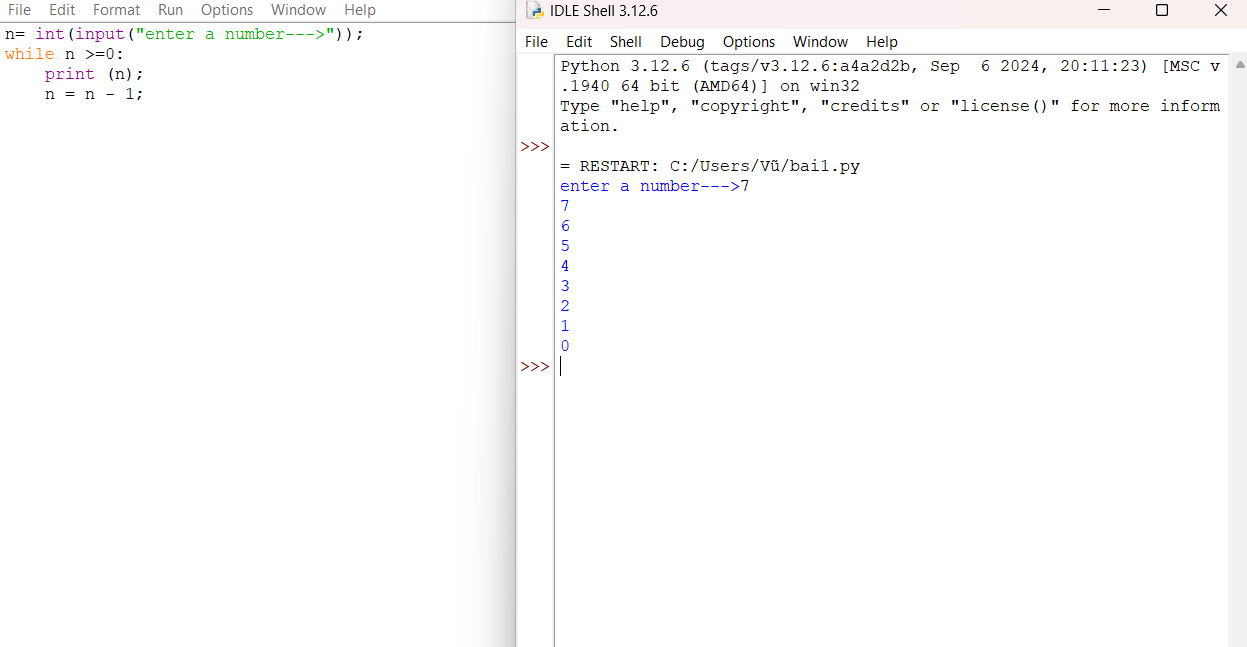 File Edit Format Run Options Window Help
n= int(input("enter a number--->"));
while n >=0:
    print (n);
    n = n - 1;
IDLE Shell 3.12.6
File Edit Shell Debug Options Window Help
Python 3.12.6 (tags/v3.12.6:a4a2d2b, Sep  6 2024, 20:11:23) [MSC v
.1940 64 bit (AMD64)] on win32
Type "help", "copyright", "credits" or "license()" for more inform
ation.
>>>
= RESTART: C:/Users/Vũ/bai1.py
enter a number--->7
7
6
5
4
3
2
1
0
>>>